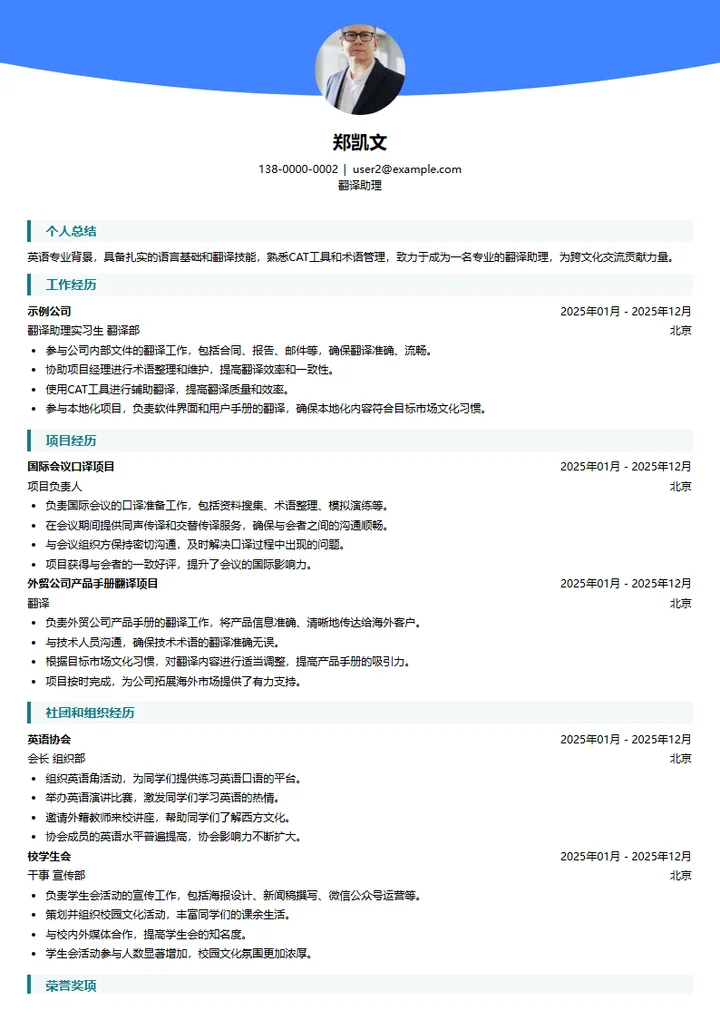 郑凯文
138-0000-0002 | user2@example.com
翻译助理
个人总结
英语专业背景，具备扎实的语言基础和翻译技能，熟悉CAT工具和术语管理，致力于成为一名专业的翻译助理，为跨文化交流贡献力量。
工作经历
示例公司 2025年01月 - 2025年12月
翻译助理实习生 翻译部 北京
• 参与公司内部文件的翻译工作，包括合同、报告、邮件等，确保翻译准确、流畅。
• 协助项目经理进行术语整理和维护，提高翻译效率和一致性。
• 使用CAT工具进行辅助翻译，提高翻译质量和效率。
• 参与本地化项目，负责软件界面和用户手册的翻译，确保本地化内容符合目标市场文化习惯。
项目经历
国际会议口译项目 2025年01月 - 2025年12月
项目负责人 北京
• 负责国际会议的口译准备工作，包括资料搜集、术语整理、模拟演练等。
• 在会议期间提供同声传译和交替传译服务，确保与会者之间的沟通顺畅。
• 与会议组织方保持密切沟通，及时解决口译过程中出现的问题。
• 项目获得与会者的一致好评，提升了会议的国际影响力。
外贸公司产品手册翻译项目 2025年01月 - 2025年12月
翻译 北京
• 负责外贸公司产品手册的翻译工作，将产品信息准确、清晰地传达给海外客户。
• 与技术人员沟通，确保技术术语的翻译准确无误。
• 根据目标市场文化习惯，对翻译内容进行适当调整，提高产品手册的吸引力。
• 项目按时完成，为公司拓展海外市场提供了有力支持。
社团和组织经历
英语协会 2025年01月 - 2025年12月
会长 组织部 北京
• 组织英语角活动，为同学们提供练习英语口语的平台。
• 举办英语演讲比赛，激发同学们学习英语的热情。
• 邀请外籍教师来校讲座，帮助同学们了解西方文化。
• 协会成员的英语水平普遍提高，协会影响力不断扩大。
校学生会 2025年01月 - 2025年12月
干事 宣传部 北京
• 负责学生会活动的宣传工作，包括海报设计、新闻稿撰写、微信公众号运营等。
• 策划并组织校园文化活动，丰富同学们的课余生活。
• 与校内外媒体合作，提高学生会的知名度。
• 学生会活动参与人数显著增加，校园文化氛围更加浓厚。
荣誉奖项